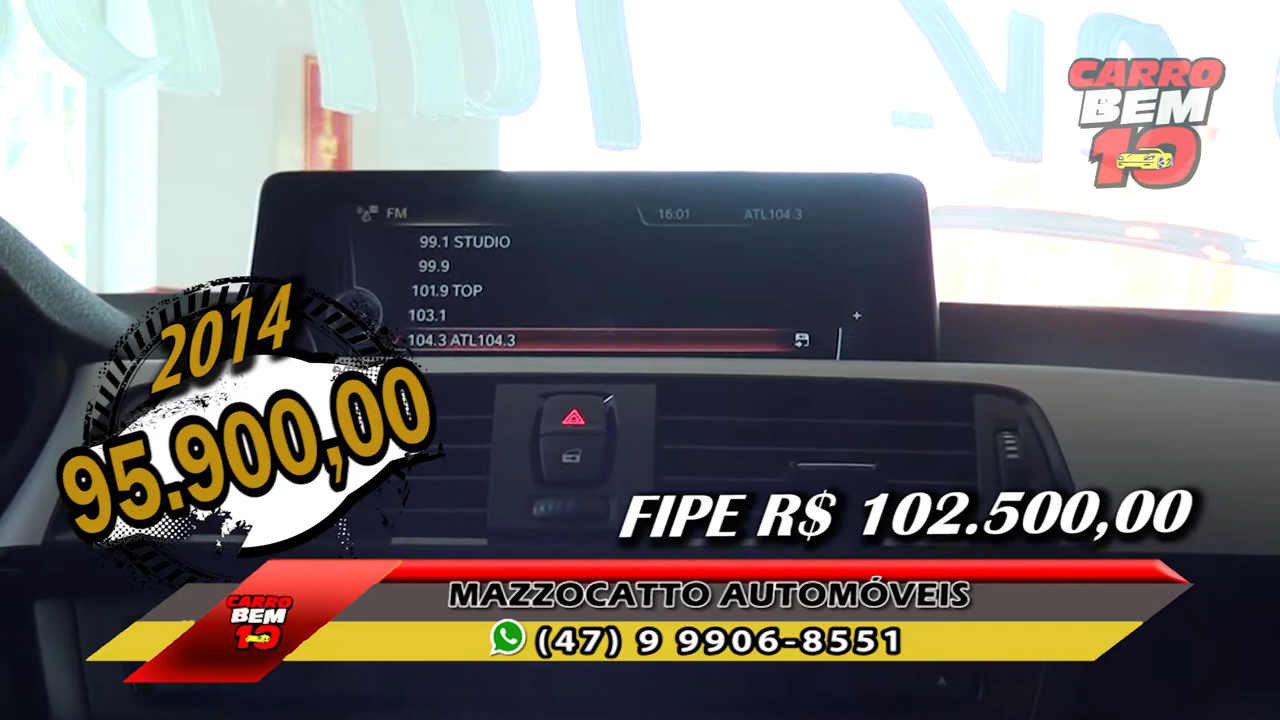 CARRO
BEM
10
FM
16:01
ATL104.3
99.1 STUDIO
99.9
101.9 TOP
103.1
104.3 ATL104.3
2014
95.900,00
FIPE R$ 102.500,00
MAZZOCATTO AUTOMÓVEIS
CARRO
BEM
10
(47) 9 9906-8551